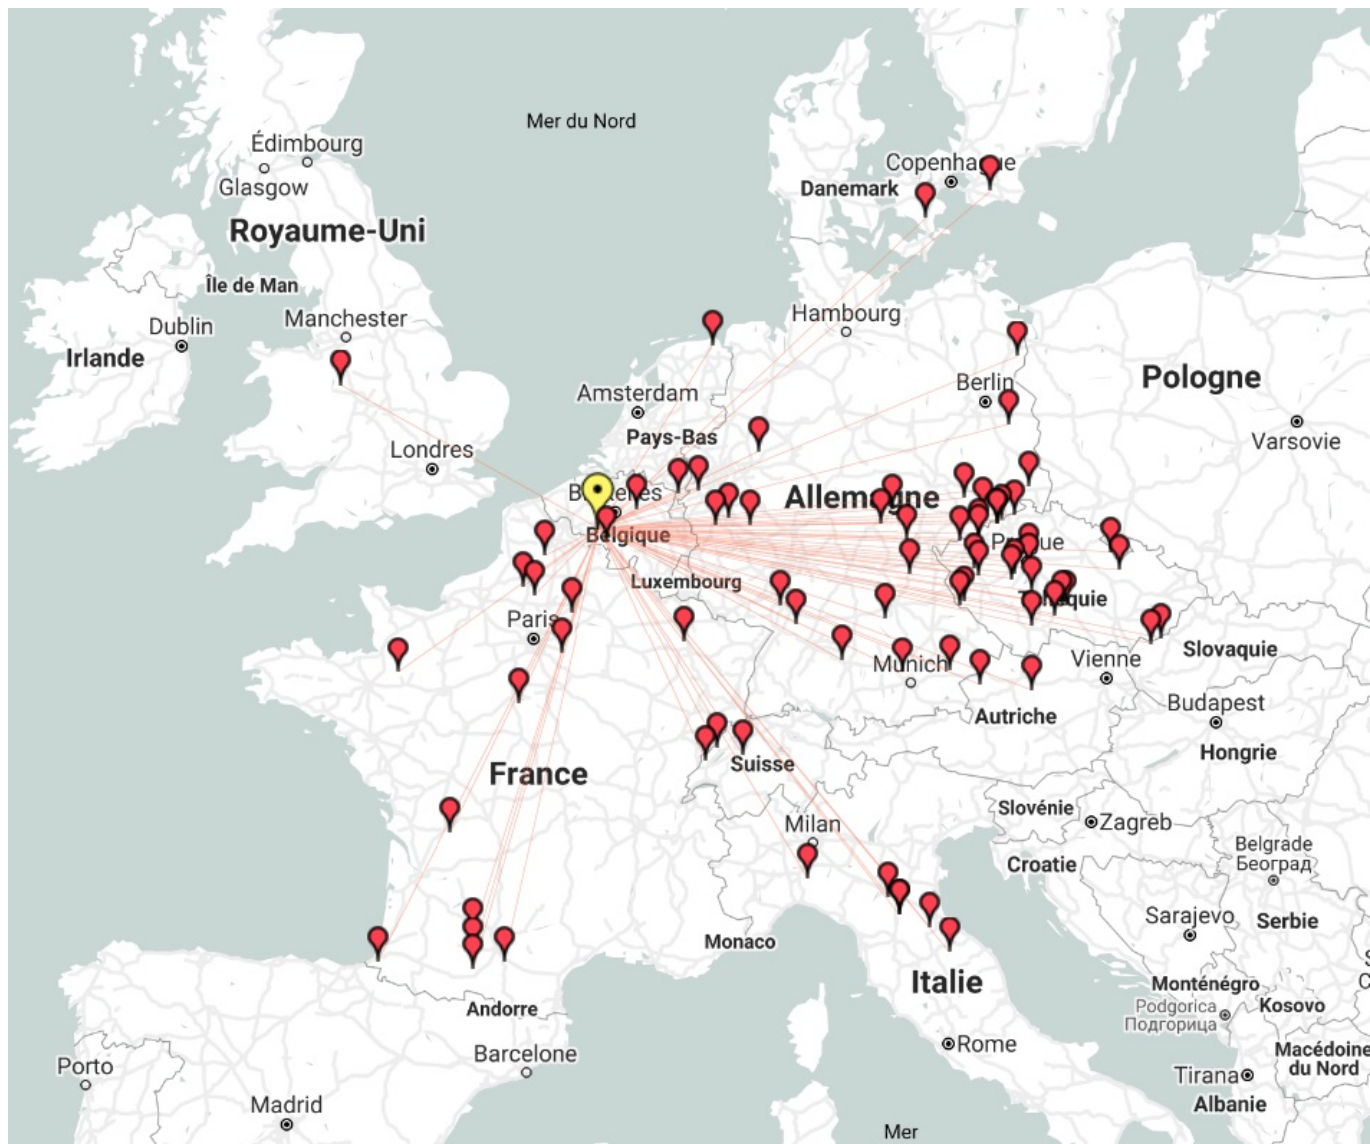 Mer du Nord
Édimbourg
Glasgow
Copenhague
Danemark
Royaume-Uni
Île de Man
Manchester
Dublin
Irlande
Hambourg
Amsterdam
Berlin
Pologne
Pays-Bas
Londres
Varsovie
Allemagne
Belgique
Prague
Luxembourg
Paris
Slovaquie
Munich
Vienne
Autriche
Budapest
Hongrie
France
Suisse
Slovénie
Zagreb
Milan
Croatie
Belgrade
Београд
Sarajevo
Serbie
Monaco
Italie
Monténégro
Podgorica
Подгорица
Kosovo
Andorre
Barcelone
Rome
Macédoine
du Nord
Porto
Tirana
Albanie
Madrid
Mer